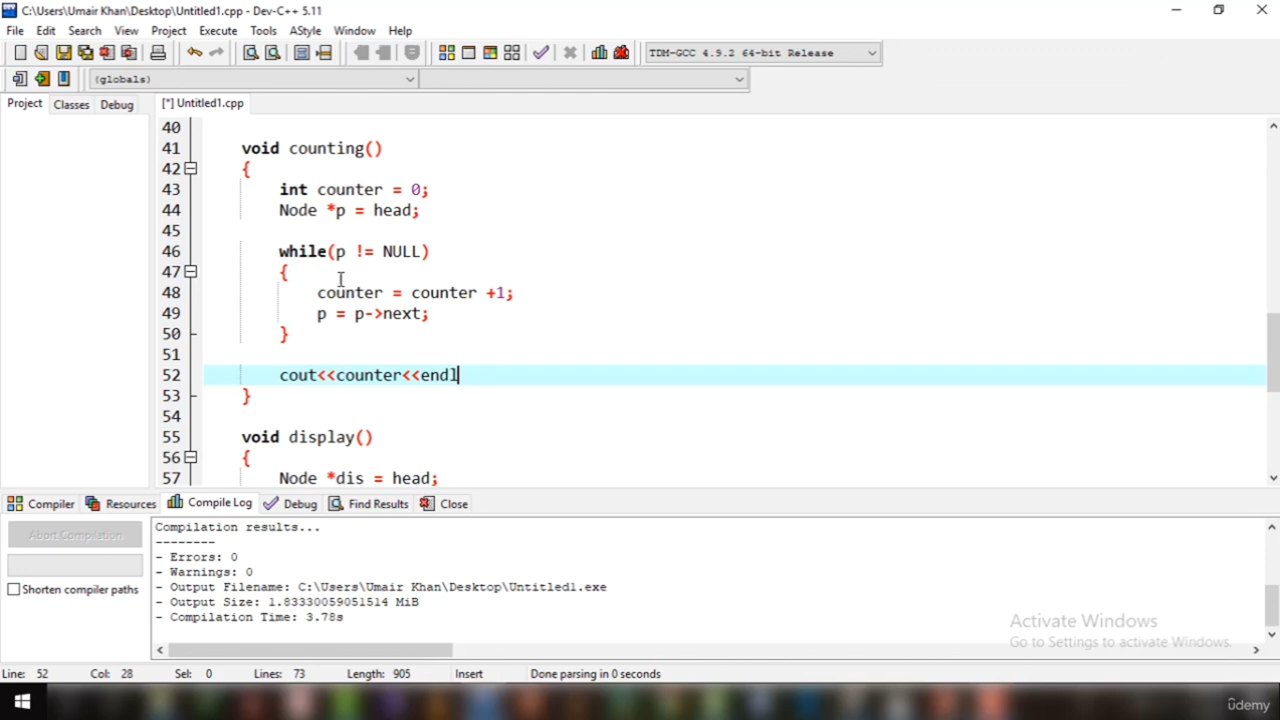 C:\Users\Umair Khan\Desktop\Untitled1.cpp - Dev-C++ 5.11
File Edit Search View Project Execute Tools AStyle Window Help
TDM-GCC 4.9.2 64-bit Release
(globals)
Project Classes Debug [*] Untitled1.cpp
40
41 void counting()
42 {
43 int counter = 0;
44 Node *p = head;
45
46 while(p != NULL)
47 {
48 counter = counter +1;
49 p = p->next;
50 }
51
52 cout<<counter<<endl
53 }
54
55 void display()
56 {
57 Node *dis = head;
Compiler Resources Compile Log Debug Find Results Close
Abort Compilation
Shorten compiler paths
Compilation results...
--------
- Errors: 0
- Warnings: 0
- Output Filename: C:\Users\Umair Khan\Desktop\Untitled1.exe
- Output Size: 1.83330059051514 MiB
- Compilation Time: 3.78s
Activate Windows
Go to Settings to activate Windows.
Line: 52 Col: 28 Sel: 0 Lines: 73 Length: 905 Insert Done parsing in 0 seconds
ûdemy